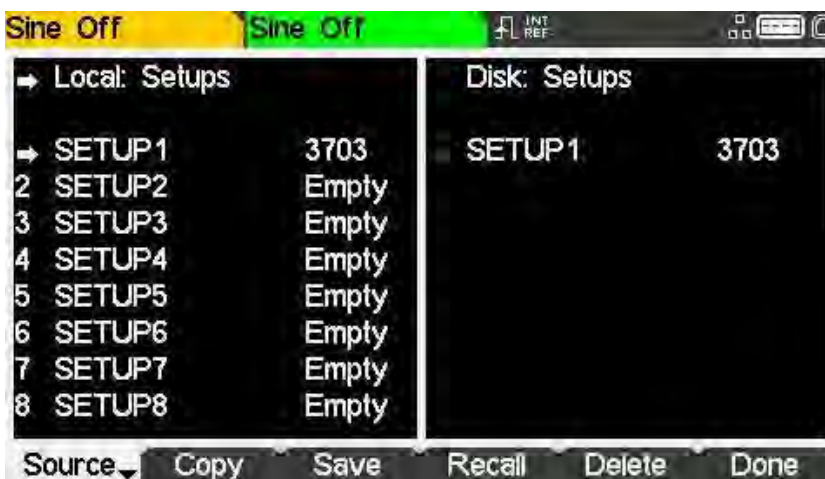 Sine Off Sine Off INT REF
Local: Setups
SETUP1 3703
2 SETUP2 Empty
3 SETUP3 Empty
4 SETUP4 Empty
5 SETUP5 Empty
6 SETUP6 Empty
7 SETUP7 Empty
8 SETUP8 Empty
Disk: Setups
SETUP1 3703
Source Copy Save Recall Delete Done